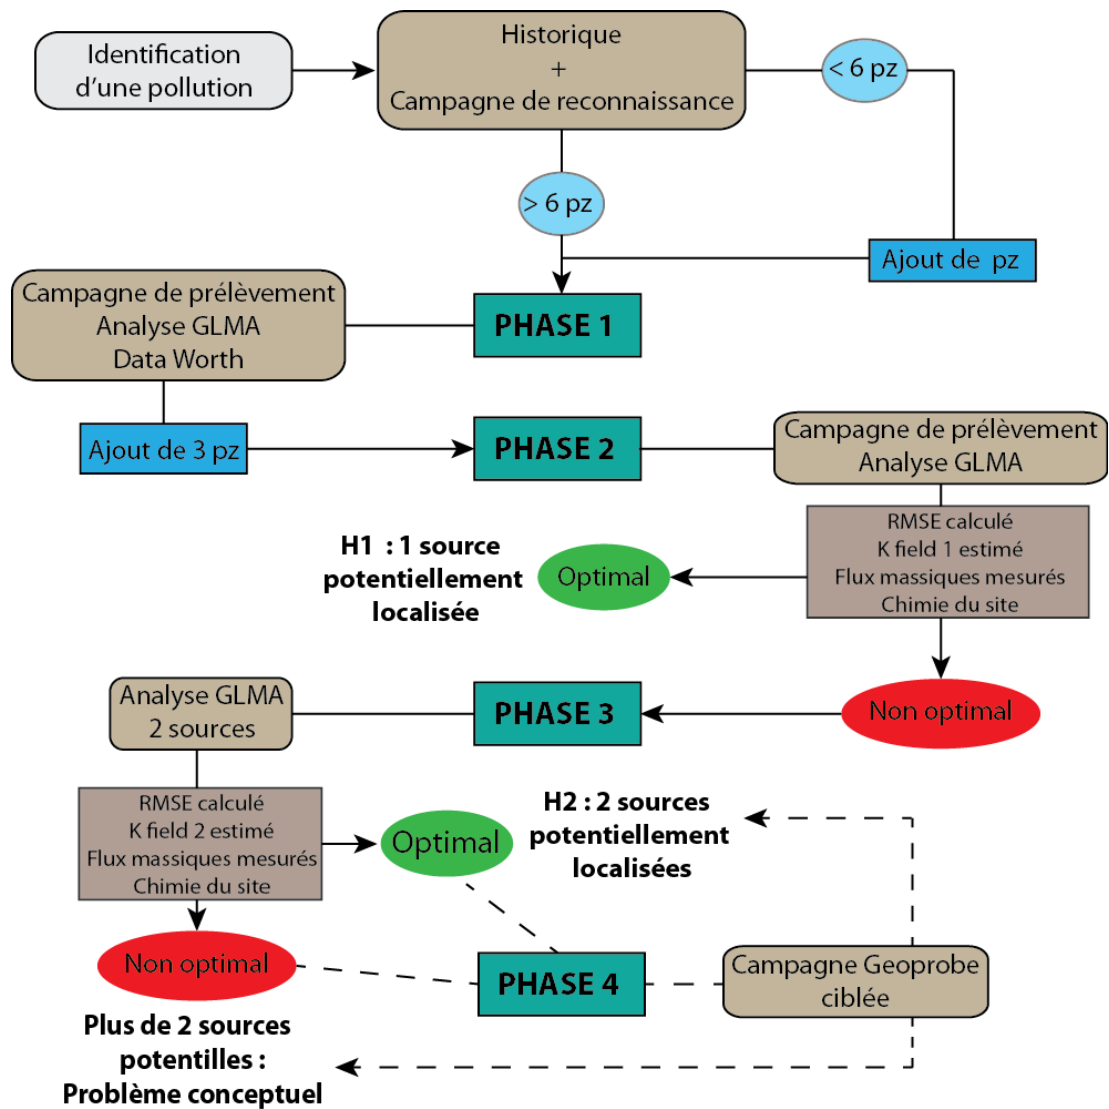 Identification
d'une pollution
Historique
+
Campagne de reconnaissance
< 6 pz
> 6 pz
Ajout de pz
Campagne de prélèvement
Analyse GLMA
Data Worth
PHASE 1
Ajout de 3 pz
PHASE 2
Campagne de prélèvement
Analyse GLMA
RMSE calculé
K field 1 estimé
Flux massiques mesurés
Chimie du site
H1 : 1 source
potentiellement
localisée
Optimal
Non optimal
PHASE 3
Analyse GLMA
2 sources
RMSE calculé
K field 2 estimé
Flux massiques mesurés
Chimie du site
Optimal
H2 : 2 sources
potentiellement
localisées
Non optimal
PHASE 4
Campagne Geoprobe
ciblée
Plus de 2 sources
potentilles :
Problème conceptuel